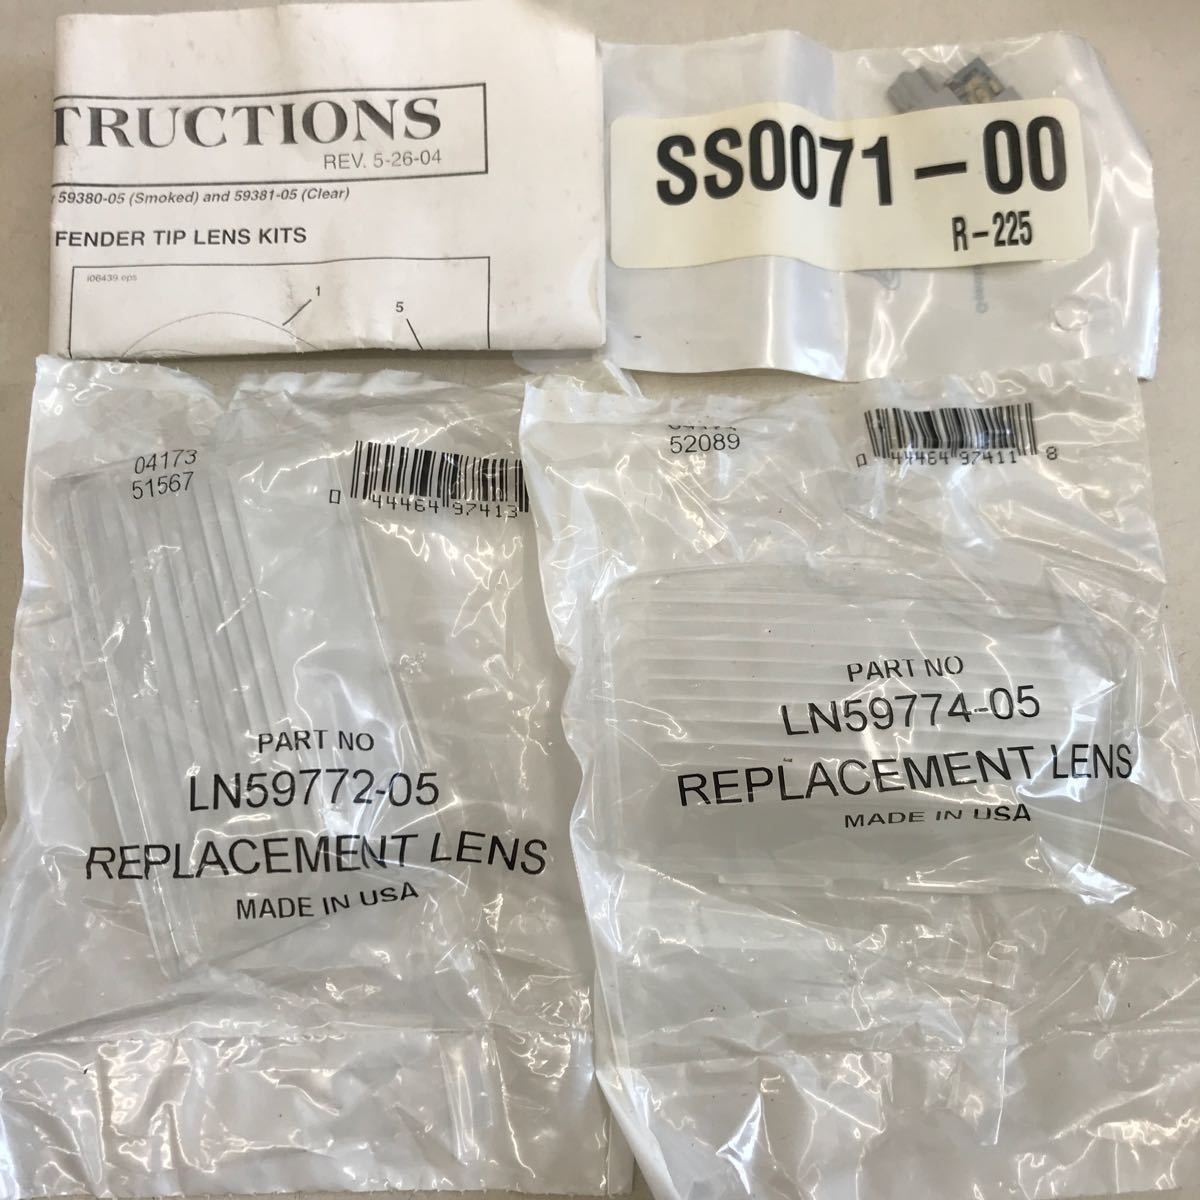 TRUCTIONS
REV. 5-26-04
59380-05 (Smoked) and 59381-05 (Clear)
FENDER TIP LENS KITS
i06439.eps
1
5
SS0071-00
R-225
04173
51567
0 44464 97413
PART NO
LN59772-05
REPLACEMENT LENS
MADE IN USA
52089
0 44464 97411 8
PART NO
LN59774-05
REPLACEMENT LENS
MADE IN USA